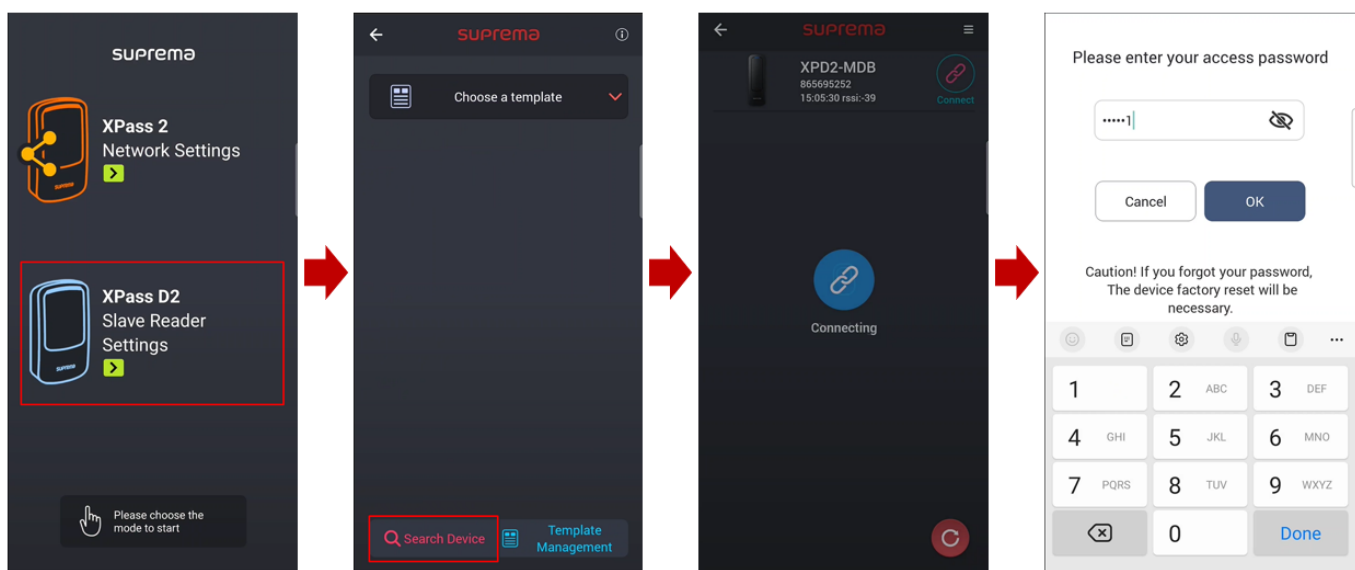 suprema
XPass 2
Network Settings
suprema
XPass D2
Slave Reader
Settings
suprema
Please choose the
mode to start
suprema
Choose a template
Search Device
Template
Management
suprema
XPD2-MDB
865695252
15:05:30 rssi:-39
Connect
Connecting
Please enter your access password
•••••1
Cancel
OK
Caution! If you forgot your password,
The device factory reset will be
necessary.
1
2 ABC
3 DEF
4 GHI
5 JKL
6 MNO
7 PQRS
8 TUV
9 WXYZ
0
Done